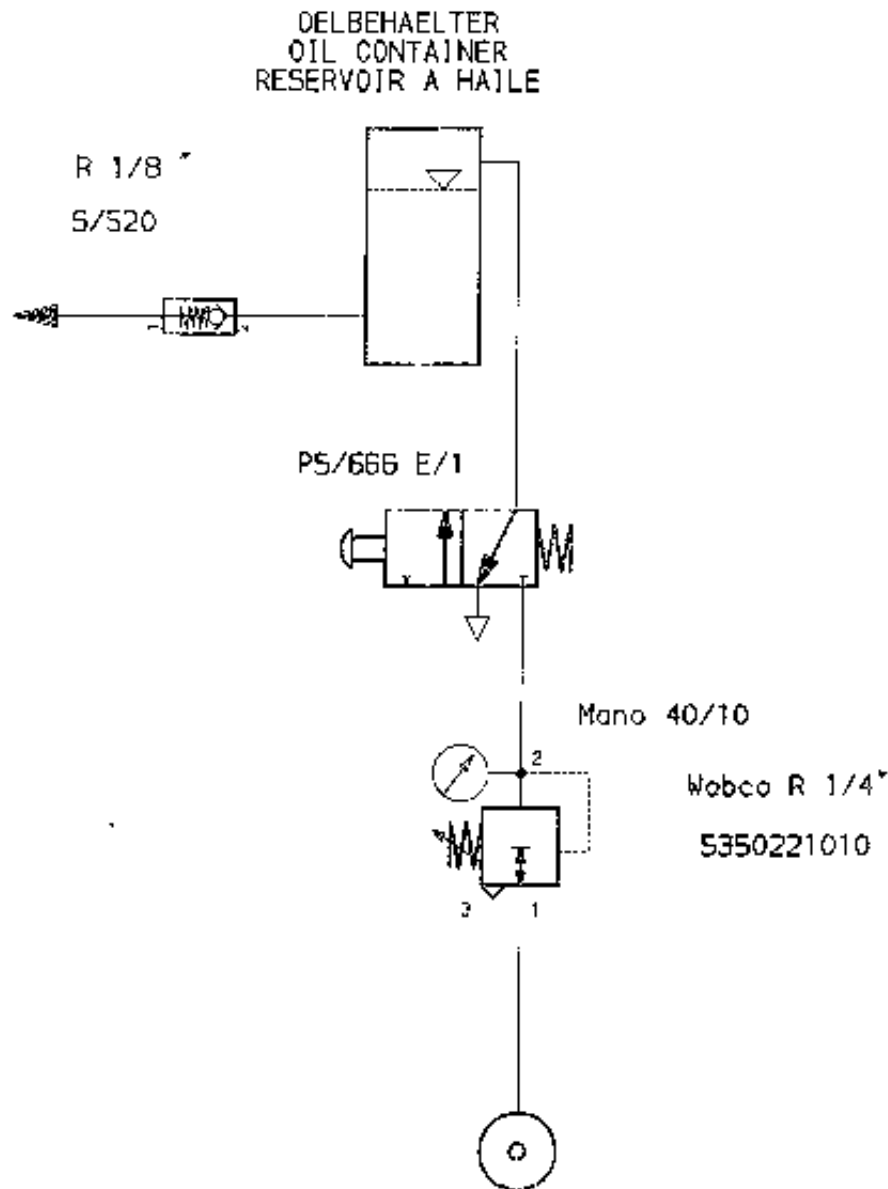 OELBEHAELTER
OIL CONTAINER
RESERVOIR A HAILE
R 1/8 "
S/520
PS/666 E/1
Mano 40/10
2
Wabco R 1/4"
5350221010
3 1